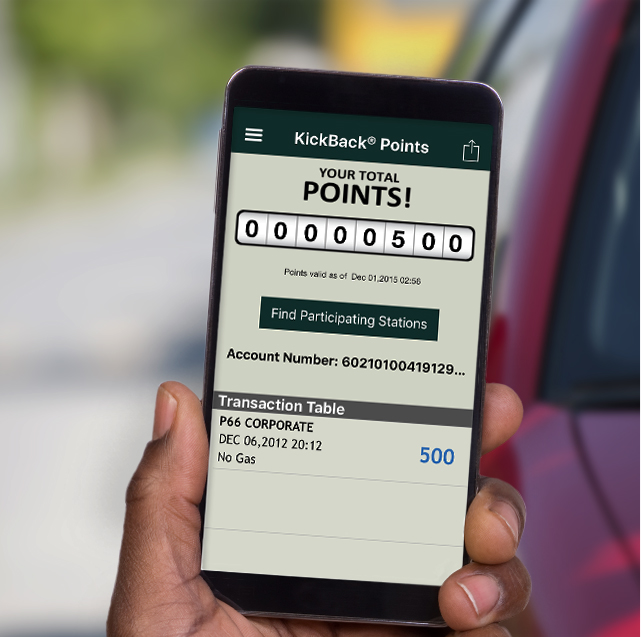 KickBack® Points
YOUR TOTAL
POINTS!
0 0 0 0 0 5 0 0
Points valid as of Dec 01,2015 02:56
Find Participating Stations
Account Number: 60210100419129...
Transaction Table
P66 CORPORATE
DEC 06,2012 20:12
500
No Gas